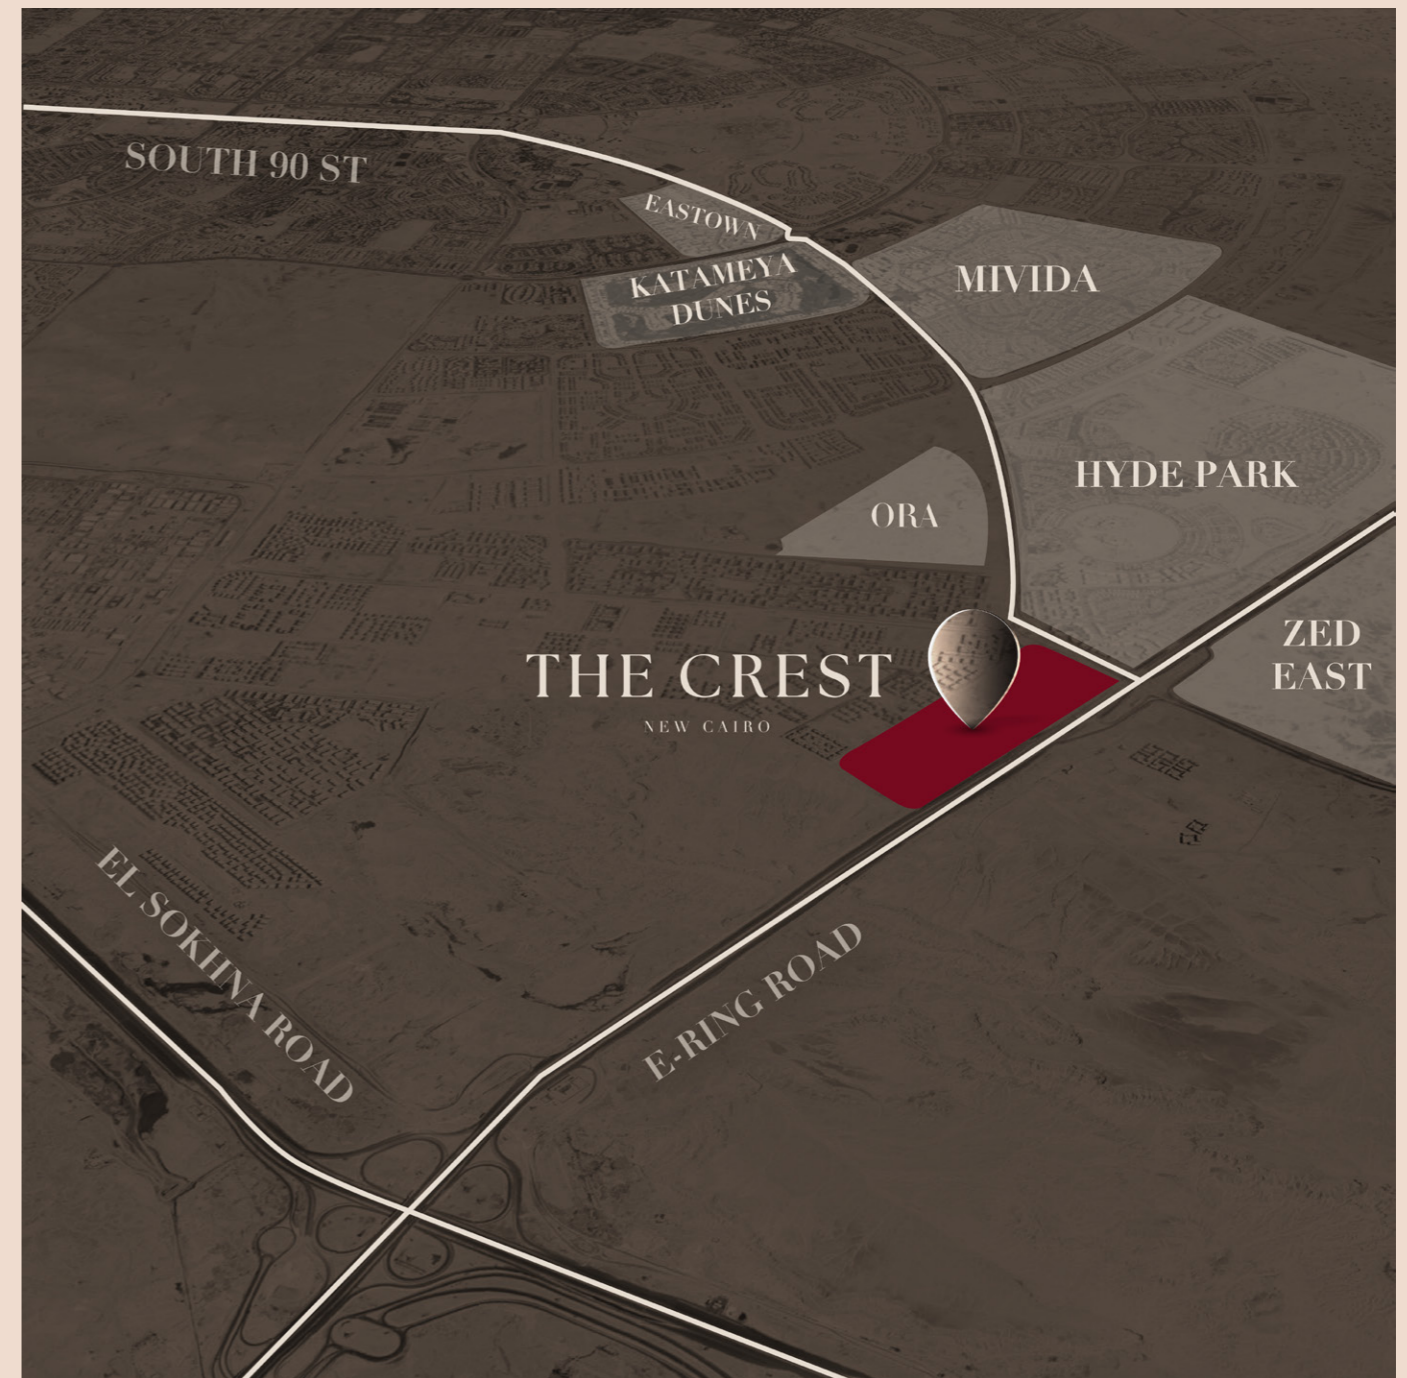 SOUTH 90 ST
EASTOWN
KATAMEYA
DUNES
MIVIDA
HYDE PARK
ORA
ZED
EAST
THE CREST
NEW CAIRO
EL SOKHNA ROAD
E-RING ROAD